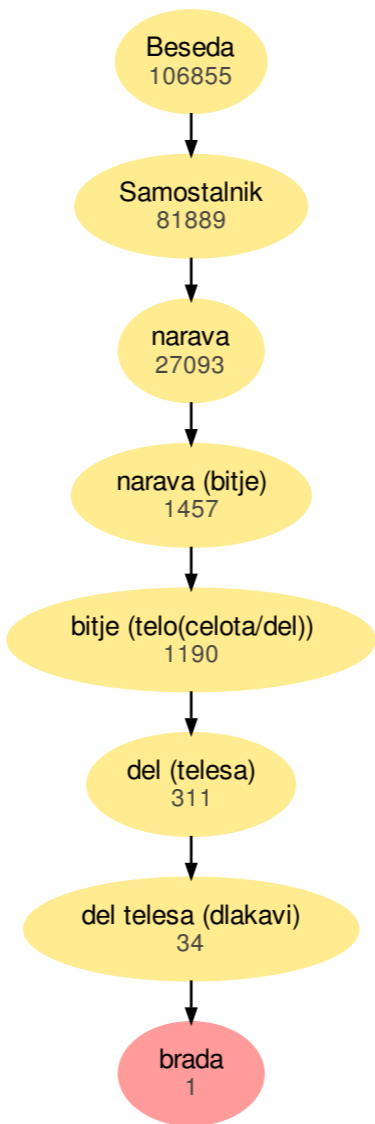 Beseda
106855
Samostalnik
81889
narava
27093
narava (bitje)
1457
bitje (telo(celota/del))
1190
del (telesa)
311
del telesa (dlakavi)
34
brada
1